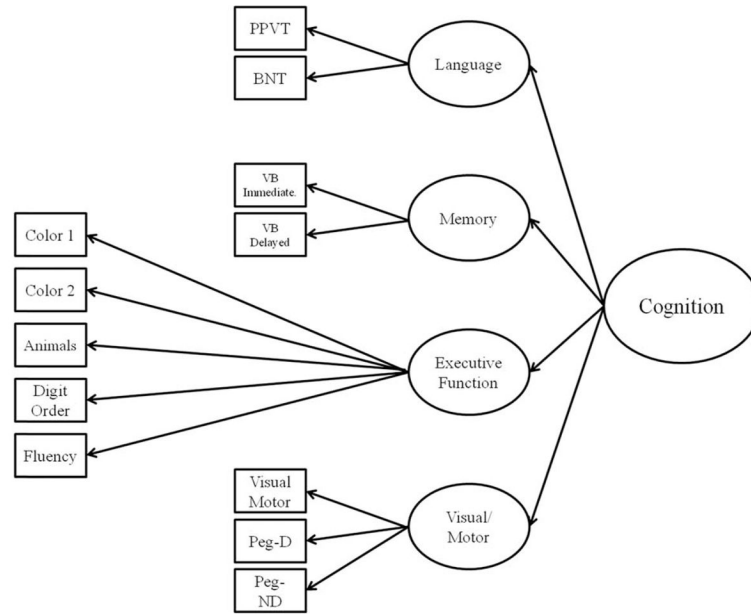 PPVT
BNT
Language
VB
Immediate.
VB
Delayed
Memory
Color 1
Color 2
Animals
Digit
Order
Fluency
Executive
Function
Cognition
Visual
Motor
Peg-D
Peg-
ND
Visual/
Motor